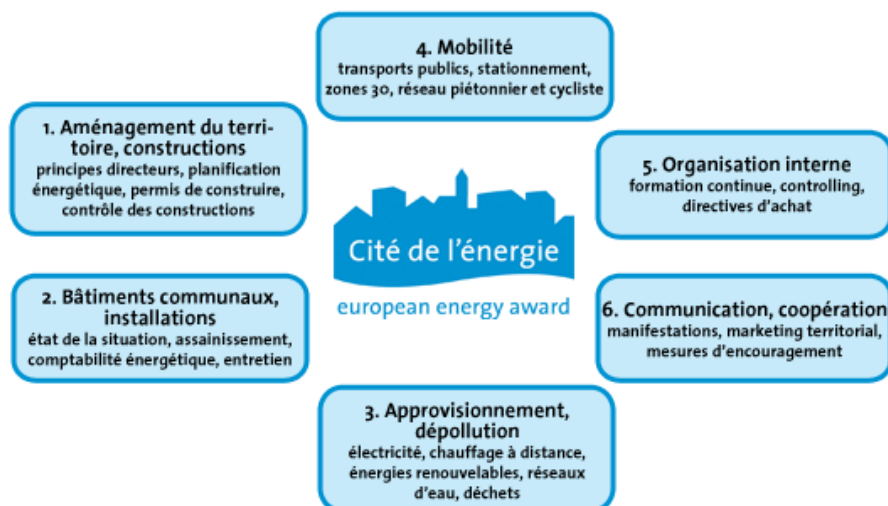 4. Mobilité
transports publics, stationnement,
zones 30, réseau piétonnier et cycliste
1. Aménagement du terri-
toire, constructions
principes directeurs, planification
énergétique, permis de construire,
contrôle des constructions
5. Organisation interne
formation continue, controlling,
directives d'achat
Cité de l'énergie
european energy award
2. Bâtiments communaux,
installations
état de la situation, assainissement,
comptabilité énergétique, entretien
6. Communication, coopération
manifestations, marketing territorial,
mesures d'encouragement
3. Approvisionnement,
dépollution
électricité, chauffage à distance,
énergies renouvelables, réseaux
d'eau, déchets